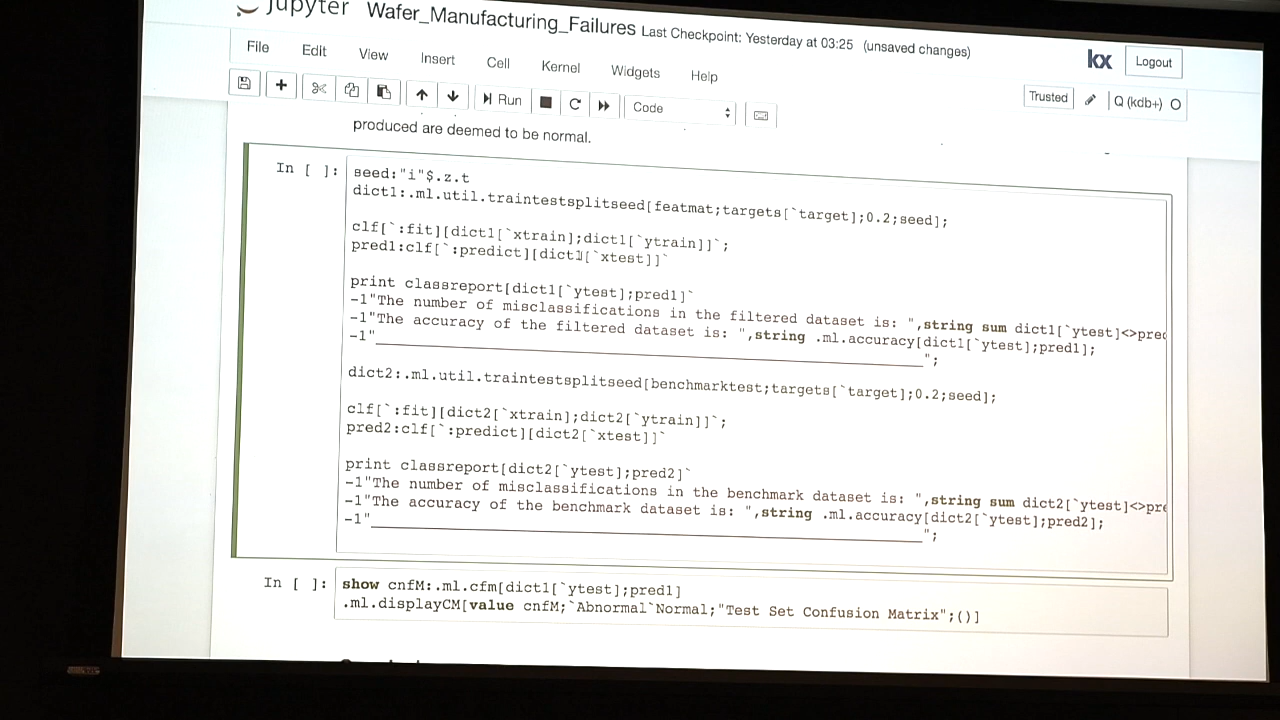 jupyter Wafer_Manufacturing_Failures Last Checkpoint: Yesterday at 03:25 (unsaved changes)
kx Logout
File Edit View Insert Cell Kernel Widgets Help
Run Code
Trusted Q (kdb+)
produced are deemed to be normal.
In [ ]:
seed:"i"$.z.t
dict1:.ml.util.traintestsplitseed[featmat;targets[`target];0.2;seed];
clf[`:fit][dict1[`xtrain];dict1[`ytrain]]`;
pred1:clf[`:predict][dict1[`xtest]]`
print classreport[dict1[`ytest];pred1]`
-1"The number of misclassifications in the filtered dataset is: ",string sum dict1[`ytest]<>pred
-1"The accuracy of the filtered dataset is: ",string .ml.accuracy[dict1[`ytest];pred1];
-1"______________________________________________________________";
dict2:.ml.util.traintestsplitseed[benchmarktest;targets[`target];0.2;seed];
clf[`:fit][dict2[`xtrain];dict2[`ytrain]]`;
pred2:clf[`:predict][dict2[`xtest]]`
print classreport[dict2[`ytest];pred2]`
-1"The number of misclassifications in the benchmark dataset is: ",string sum dict2[`ytest]<>pre
-1"The accuracy of the benchmark dataset is: ",string .ml.accuracy[dict2[`ytest];pred2];
-1"______________________________________________________________";
In [ ]:
show cnfM:.ml.cfm[dict1[`ytest];pred1]
.ml.displayCM[value cnfM;`Abnormal`Normal;"Test Set Confusion Matrix";()]